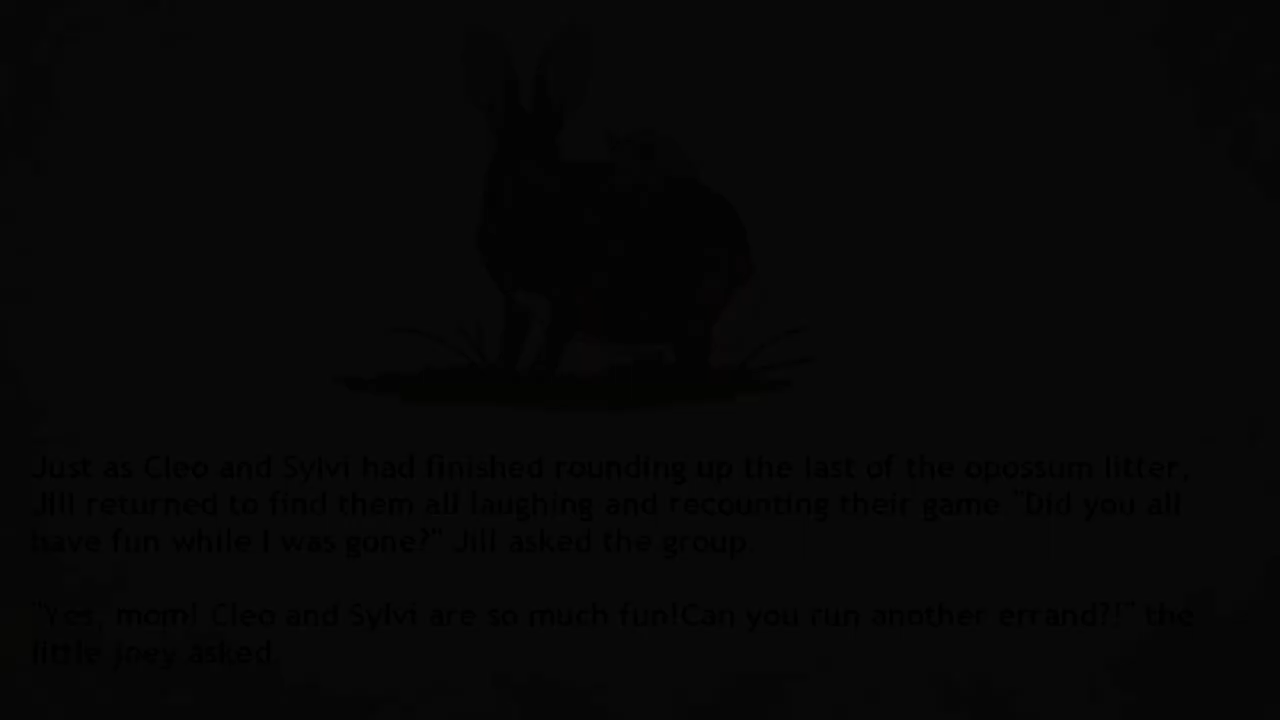 Just as Cleo and Sylvi had finished rounding up the last of the opossum litter,
Jill returned to find them all laughing and recounting their game "Did you all
have fun while I was gone?" Jill asked the group.
"Yes, mom! Cleo and Sylvi are so much fun!Can you run another errand?!" the
little joey asked.